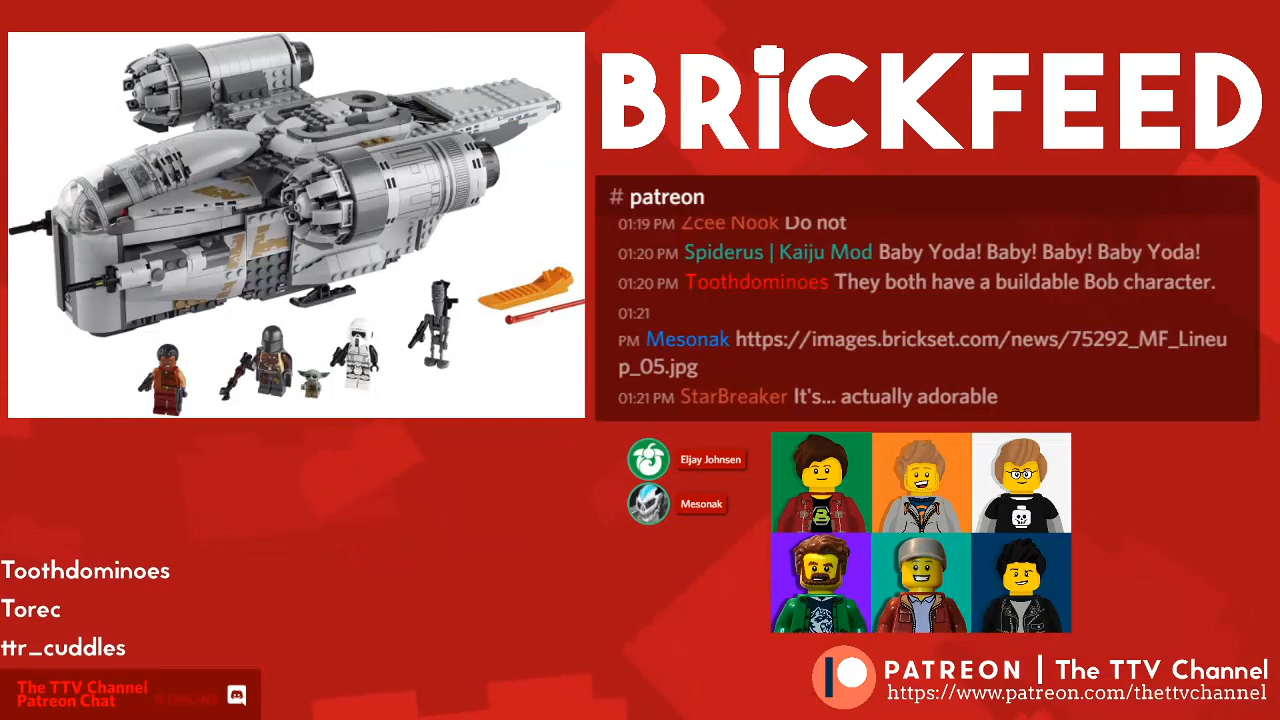 BRiCKFEED
# patreon
01:19 PM Zcee Nook Do not
01:20 PM Spiderus | Kaiju Mod Baby Yoda! Baby! Baby! Baby Yoda!
01:20 PM Toothdominoes They both have a buildable Bob character.
01:21
PM Mesonak https://images.brickset.com/news/75292_MF_Lineu
p_05.jpg
01:21 PM StarBreaker It's... actually adorable
Eljay Johnsen
Mesonak
Toothdominoes
Torec
ttr_cuddles
The TTV Channel
Patreon Chat
PATREON | The TTV Channel
https://www.patreon.com/thettvchannel